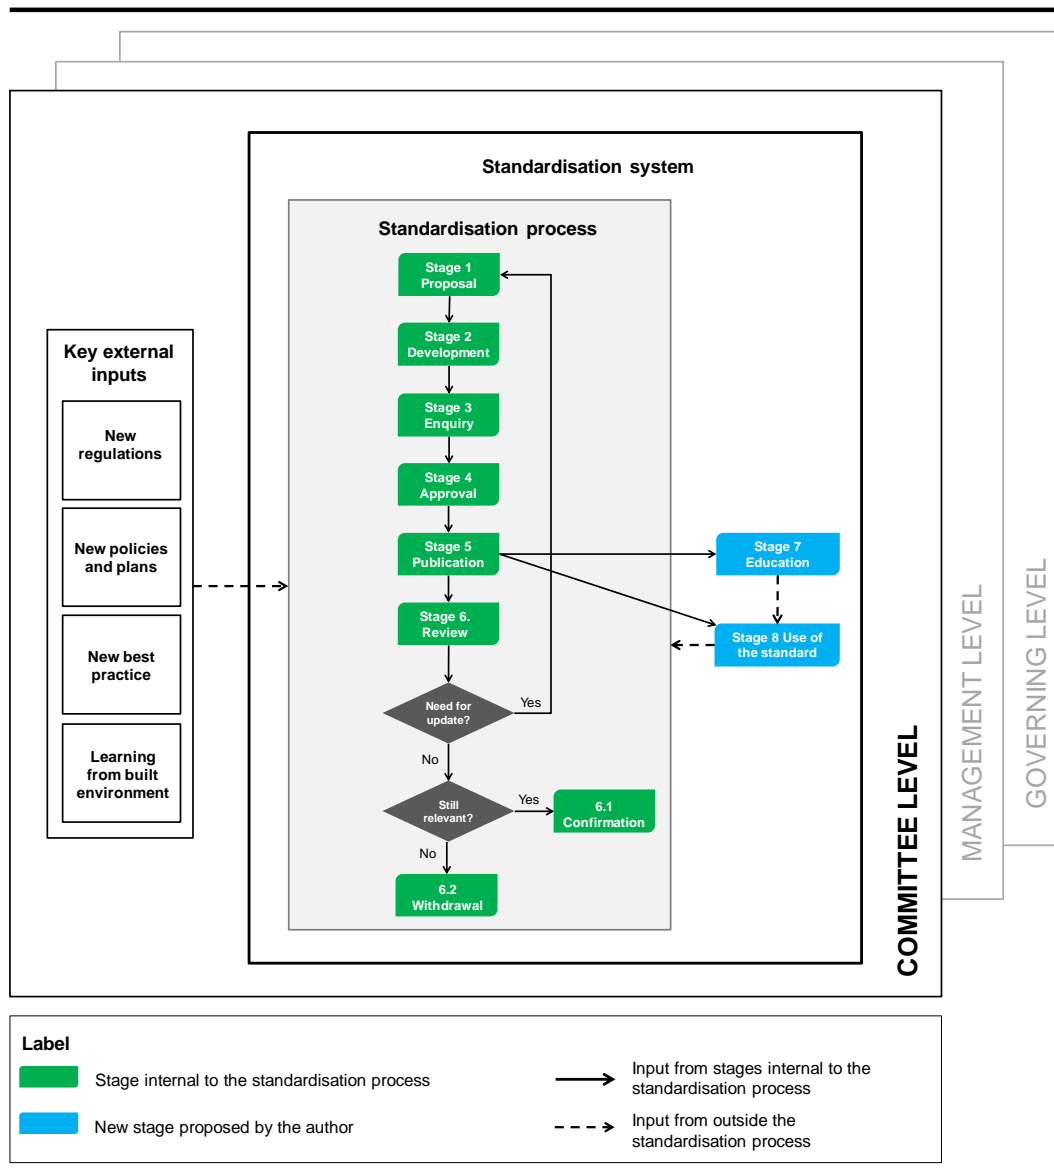 Standardisation system
Standardisation process
Stage 1
Proposal
Stage 2
Development
Stage 3
Enquiry
Stage 4
Approval
Stage 5
Publication
Stage 6.
Review
Need for
update?
Yes
No
Still
relevant?
Yes
6.1
Confirmation
No
6.2
Withdrawal
Stage 7
Education
Stage 8 Use of
the standard
Key external
inputs
New
regulations
New policies
and plans
New best
practice
Learning
from built
environment
COMMITTEE LEVEL
MANAGEMENT LEVEL
GOVERNING LEVEL
Label
Stage internal to the standardisation process
New stage proposed by the author
Input from stages internal to the
standardisation process
Input from outside the
standardisation process